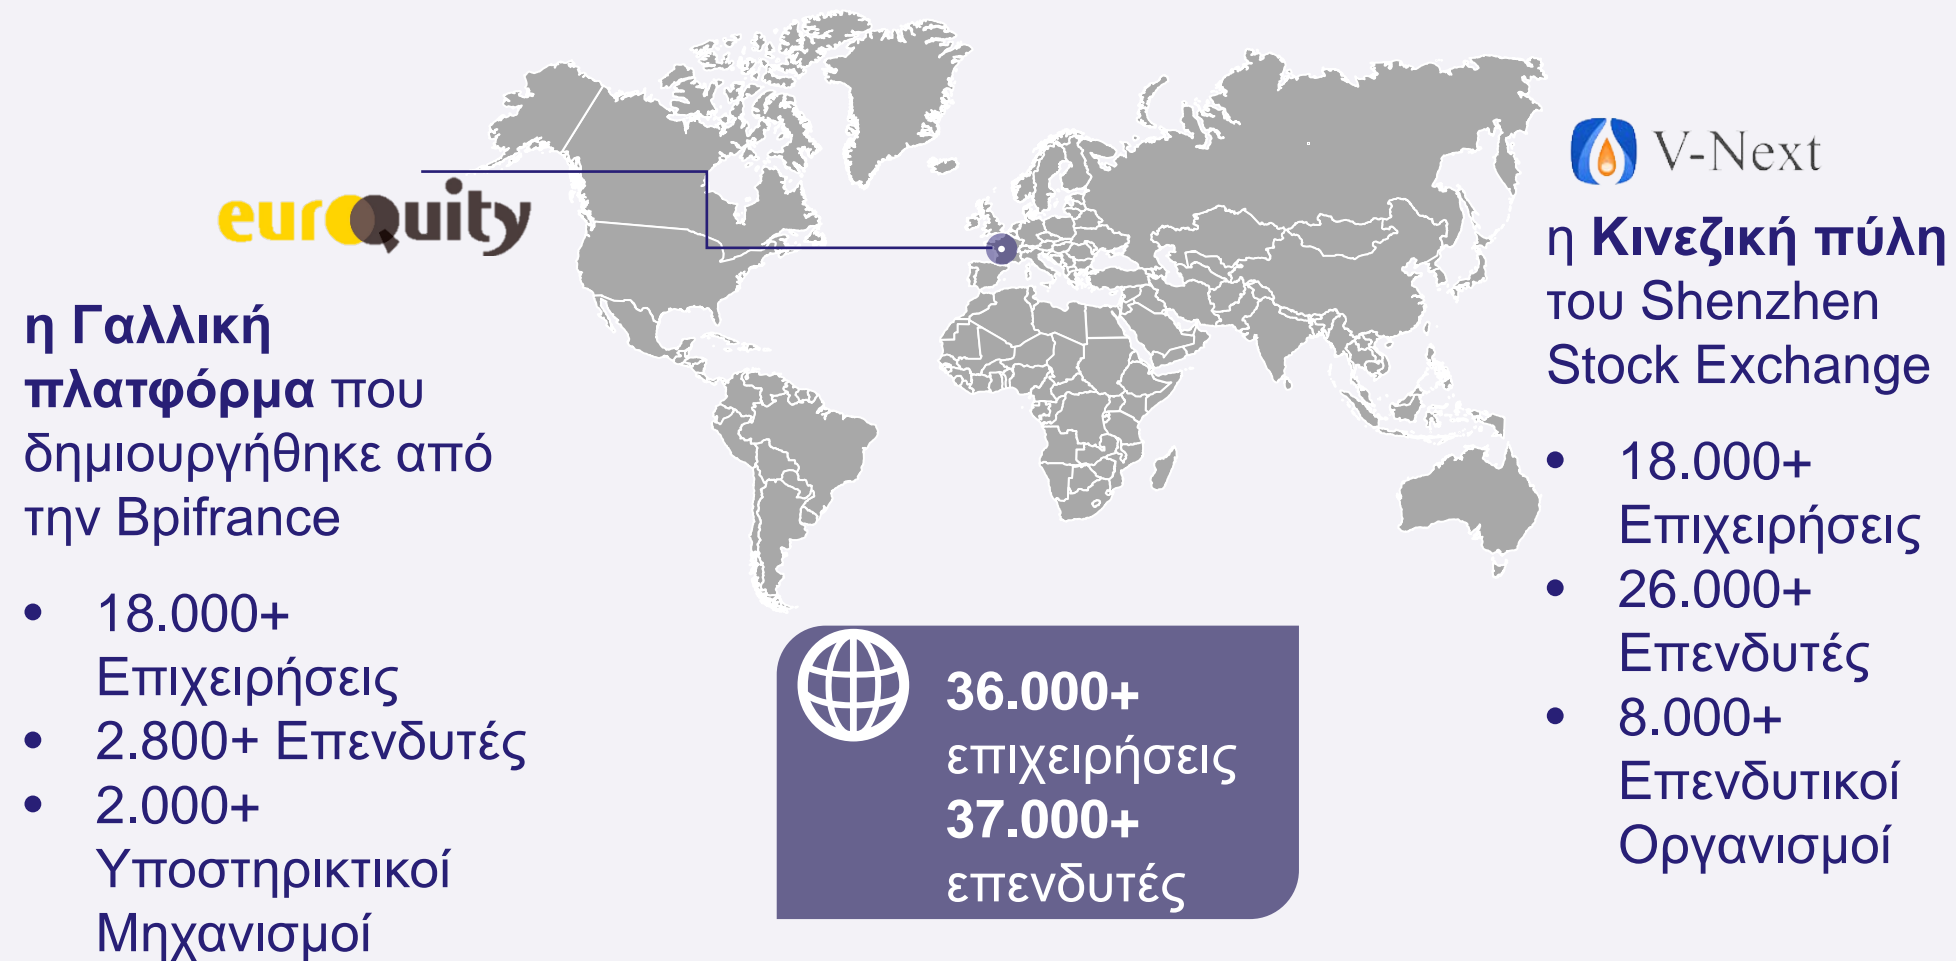 euroQuity
η Γαλλική
πλατφόρμα που
δημιουργήθηκε από
την Bpifrance
• 18.000+
Επιχειρήσεις
• 2.800+ Επενδυτές
• 2.000+
Υποστηρικτικοί
Μηχανισμοί
36.000+
επιχειρήσεις
37.000+
επενδυτές
V-Next
η Κινεζική πύλη
του Shenzhen
Stock Exchange
• 18.000+
Επιχειρήσεις
• 26.000+
Επενδυτές
• 8.000+
Επενδυτικοί
Οργανισμοί